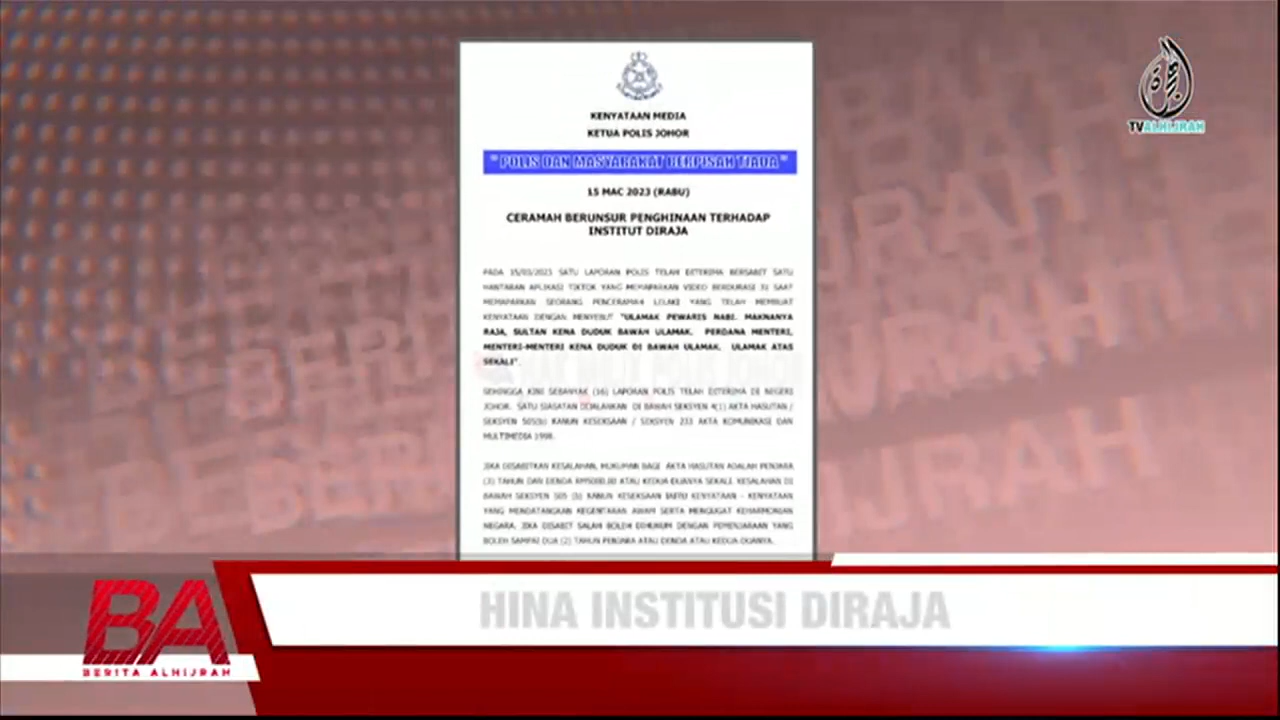 TVALHIJRAH
KENYATAAN MEDIA
KETUA POLIS JOHOR
"POLIS DAN MASYARAKAT BERPISAH TIADA"
15 MAC 2023 (RABU)
CERAMAH BERUNSUR PENGHINAAN TERHADAP
INSTITUT DIRAJA
PADA 15/03/2023 SATU LAPORAN POLIS TELAH DITERIMA BERSABIT SATU
HANTARAN APLIKASI TIKTOK YANG MEMAPARKAN VIDEO BERDURASI 31 SAAT
MEMAPARKAN SEORANG PENCERAMAH LELAKI YANG TELAH MEMBUAT
KENYATAAN DENGAN MENYEBUT "ULAMAK PEWARIS NABI. MAKNANYA
RAJA, SULTAN KENA DUDUK BAWAH ULAMAK. PERDANA MENTERI,
MENTERI-MENTERI KENA DUDUK DI BAWAH ULAMAK. ULAMAK ATAS
SEKALI".
SEHINGGA KINI SEBANYAK (16) LAPORAN POLIS TELAH DITERIMA DI NEGERI
JOHOR. SATU SIASATAN DIJALANKAN DI BAWAH SEKSYEN 4(1) AKTA HASUTAN /
SEKSYEN 505(b) KANUN KESEKSAAN / SEKSYEN 233 AKTA KOMUNIKASI DAN
MULTIMEDIA 1998.
JIKA DISABITKAN KESALAHAN, HUKUMAN BAGI AKTA HASUTAN ADALAH PENJARA
(3) TAHUN DAN DENDA RM5000.00 ATAU KEDUA DUANYA SEKALI. KESALAHAN DI
BAWAH SEKSYEN 505 (b) KANUN KESEKSAAN IAITU KENYATAAN - KENYATAAN
YANG MENDATANGKAN KEGENTARAN AWAM SERTA MENGUGAT KEHARMONIAN
NEGARA. JIKA DISABIT SALAH BOLEH DIHUKUM DENGAN PEMENJARAAN YANG
BOLEH SAMPAI DUA (2) TAHUN PENJARA ATAU DENDA ATAU KEDUA DUANYA.
HINA INSTITUSI DIRAJA
BA
BERITA ALHIJRAH